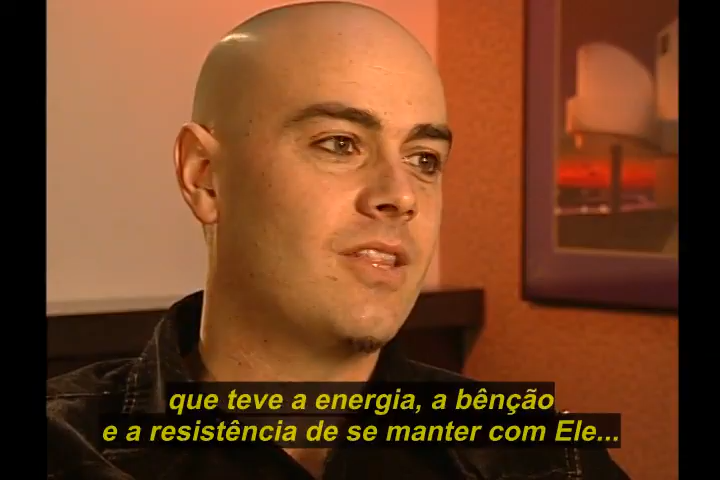 que teve a energia, a bênção
e a resistência de se manter com Ele...